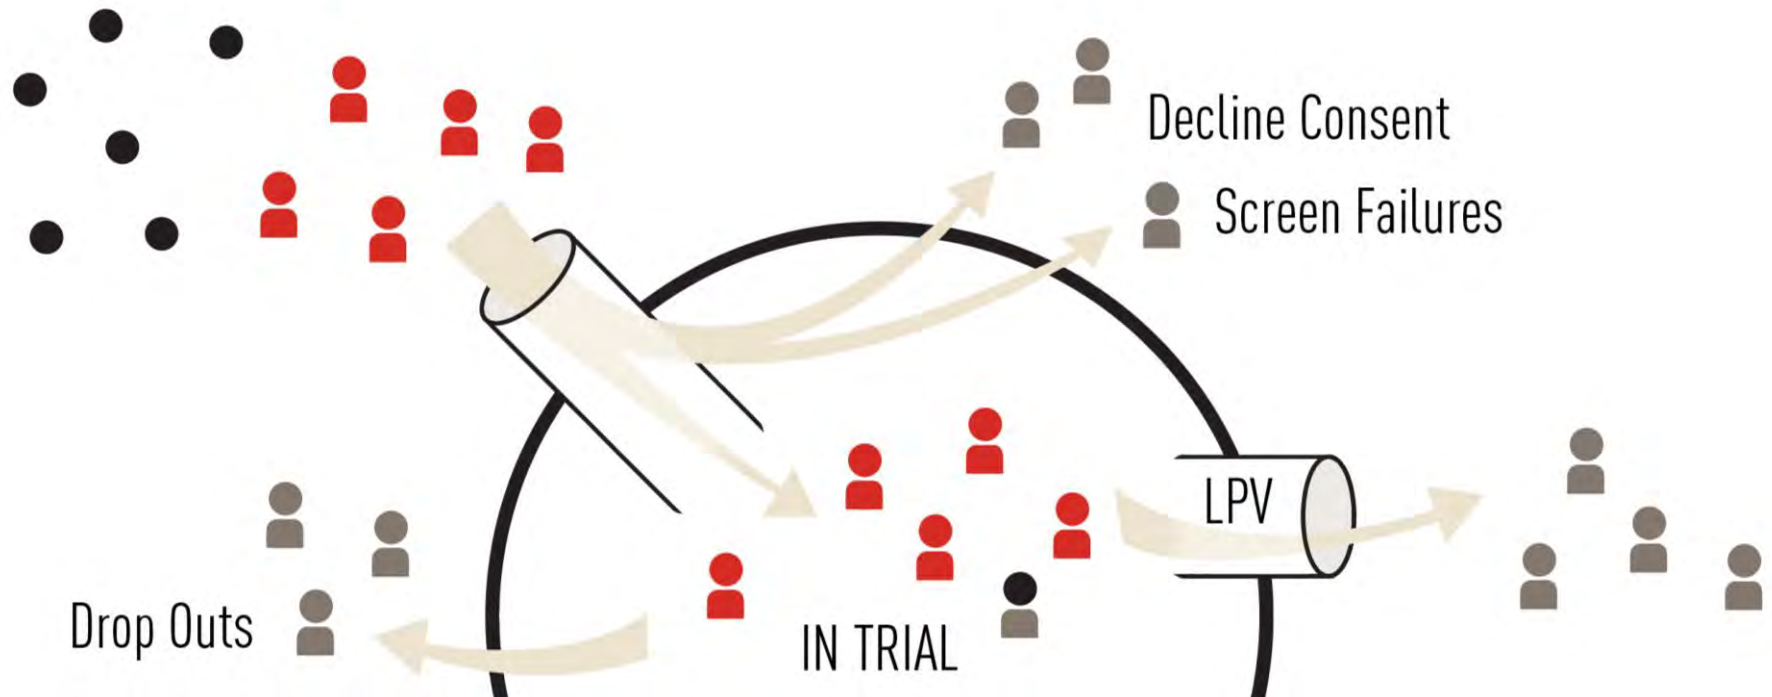 Decline Consent
Screen Failures
LPV
Drop Outs
IN TRIAL